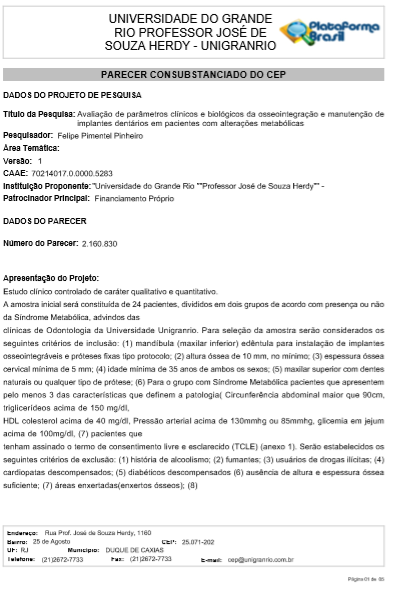 UNIVERSIDADE DO GRANDE
RIO PROFESSOR JOSÉ DE
SOUZA HERDY - UNIGRANRIO
Plataforma
Brasil
PARECER CONSUBSTANCIADO DO CEP
DADOS DO PROJETO DE PESQUISA
Título da Pesquisa: Avaliação de parâmetros clínicos e biológicos da osseointegração e manutenção de
implantes dentários em pacientes com alterações metabólicas
Pesquisador: Felipe Pimentel Pinheiro
Área Temática:
Versão: 1
CAAE: 70214017.0.0000.5283
Instituição Proponente: "Universidade do Grande Rio ""Professor José de Souza Herdy"" -
Patrocinador Principal: Financiamento Próprio
DADOS DO PARECER
Número do Parecer: 2.160.830
Apresentação do Projeto:
Estudo clínico controlado de caráter qualitativo e quantitativo.
A amostra inicial será constituída de 24 pacientes, divididos em dois grupos de acordo com presença ou não
da Síndrome Metabólica, advindos das
clínicas de Odontologia da Universidade Unigranrio. Para seleção da amostra serão considerados os
seguintes critérios de inclusão: (1) mandíbula (maxilar inferior) edêntula para instalação de implantes
osseointegráveis e próteses fixas tipo protocolo; (2) altura óssea de 10 mm, no mínimo; (3) espessura óssea
cervical mínima de 5 mm; (4) idade mínima de 35 anos de ambos os sexos; (5) maxilar superior com dentes
naturais ou qualquer tipo de prótese; (6) Para o grupo com Síndrome Metabólica pacientes que apresentem
pelo menos 3 das características que definem a patologia( Circunferência abdominal maior que 90cm,
triglicerídeos acima de 150 mg/dl,
HDL colesterol acima de 40 mg/dl, Pressão arterial acima de 130mmhg ou 85mmhg, glicemia em jejum
acima de 100mg/dl, (7) pacientes que
tenham assinado o termo de consentimento livre e esclarecido (TCLE) (anexo 1). Serão estabelecidos os
seguintes critérios de exclusão: (1) história de alcoolismo; (2) fumantes; (3) usuários de drogas ilícitas; (4)
cardiopatas descompensados; (5) diabéticos descompensados (6) ausência de altura e espessura óssea
suficiente; (7) áreas enxertadas(enxertos ósseos); (8)
Endereço: Rua Prof. José de Souza Herdy, 1160
Bairro: 25 de Agosto CEP: 25.071-202
UF: RJ Município: DUQUE DE CAXIAS
Telefone: (21)2672-7733 Fax: (21)2672-7733 E-mail: cep@unigranrio.com.br
Página 01 de 05